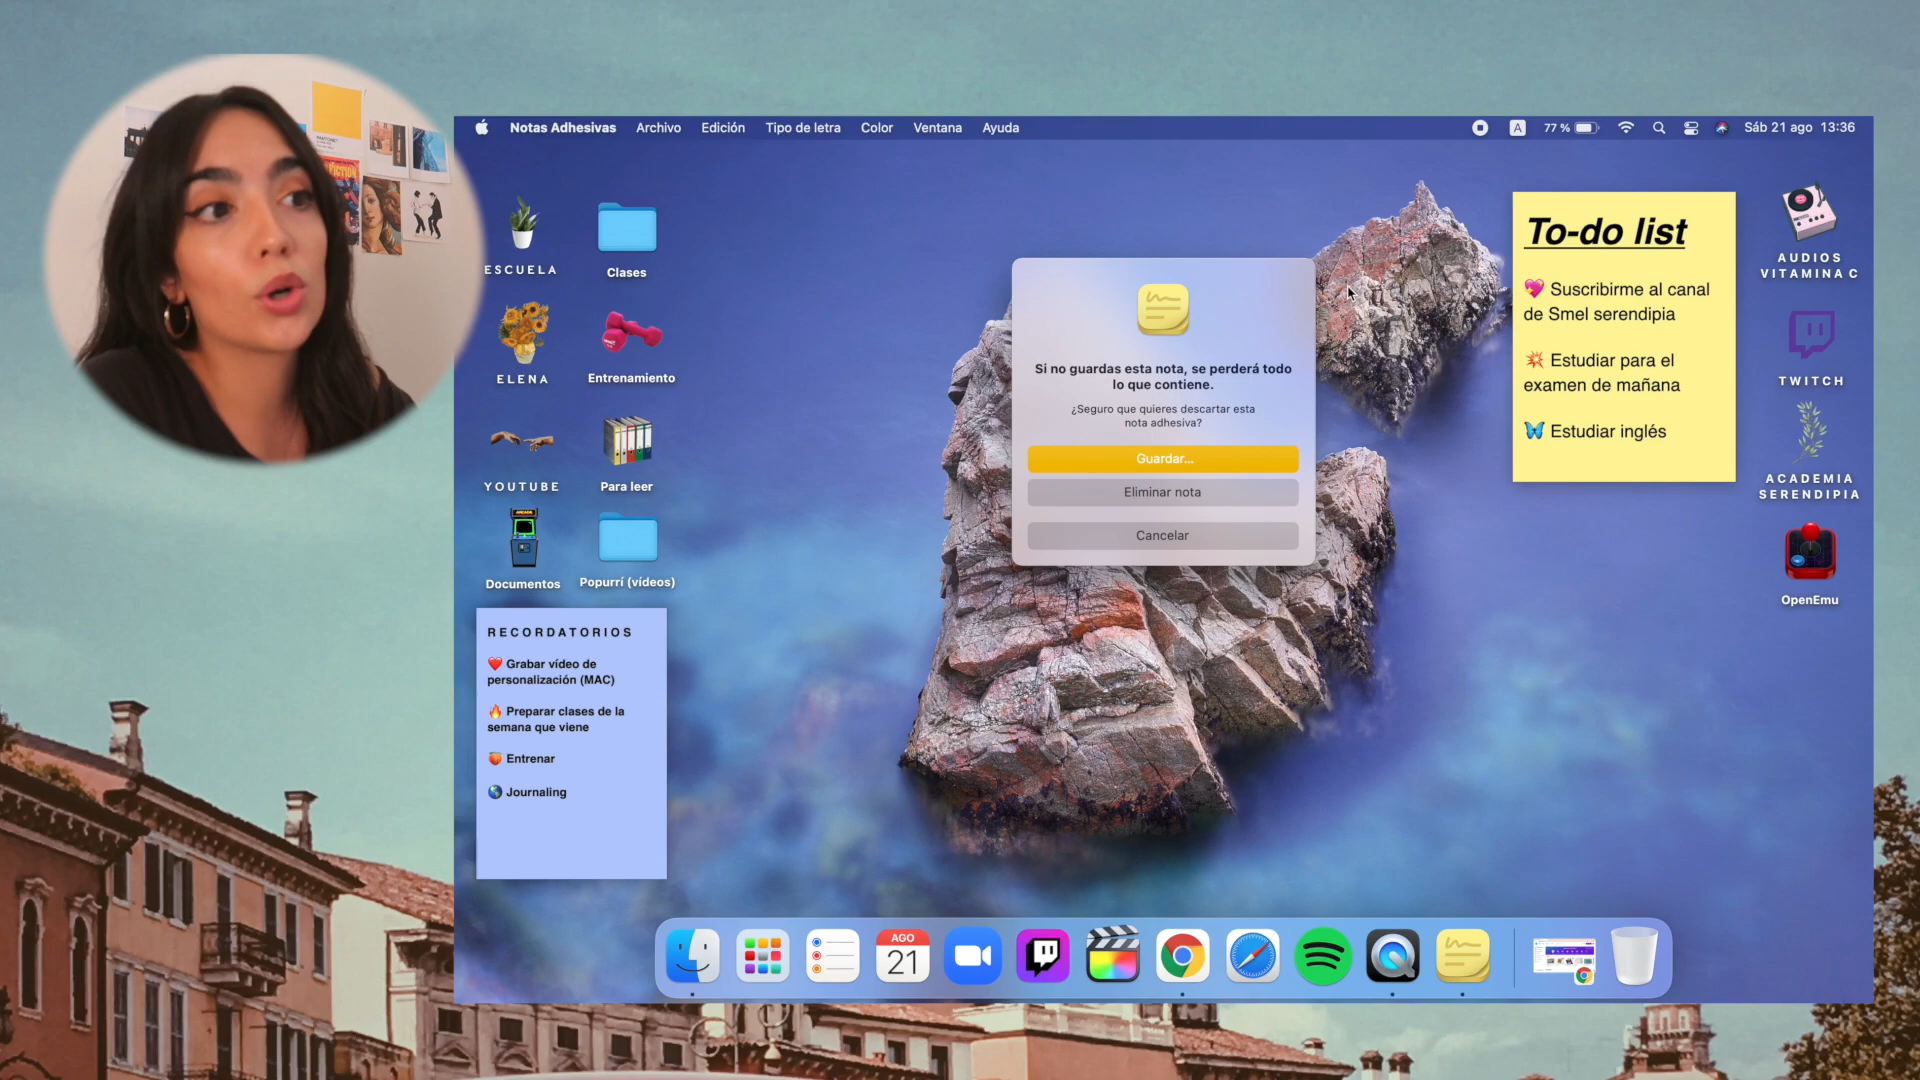 Notas Adhesivas Archivo Edición Tipo de letra Color Ventana Ayuda
A 77 % Sáb 21 ago 13:36
ESCUELA
Clases
ELENA
Entrenamiento
YOUTUBE
Para leer
Documentos
Popurrí (vídeos)
RECORDATORIOS
❤️ Grabar vídeo de
personalización (MAC)
🔥 Preparar clases de la
semana que viene
🍑 Entrenar
🌎 Journaling
Si no guardas esta nota, se perderá todo
lo que contiene.
¿Seguro que quieres descartar esta
nota adhesiva?
Guardar...
Eliminar nota
Cancelar
To-do list
💖 Suscribirme al canal
de Smel serendipia
💥 Estudiar para el
examen de mañana
🦋 Estudiar inglés
AUDIOS
VITAMINA C
TWITCH
ACADEMIA
SERENDIPIA
OpenEmu
AGO
21